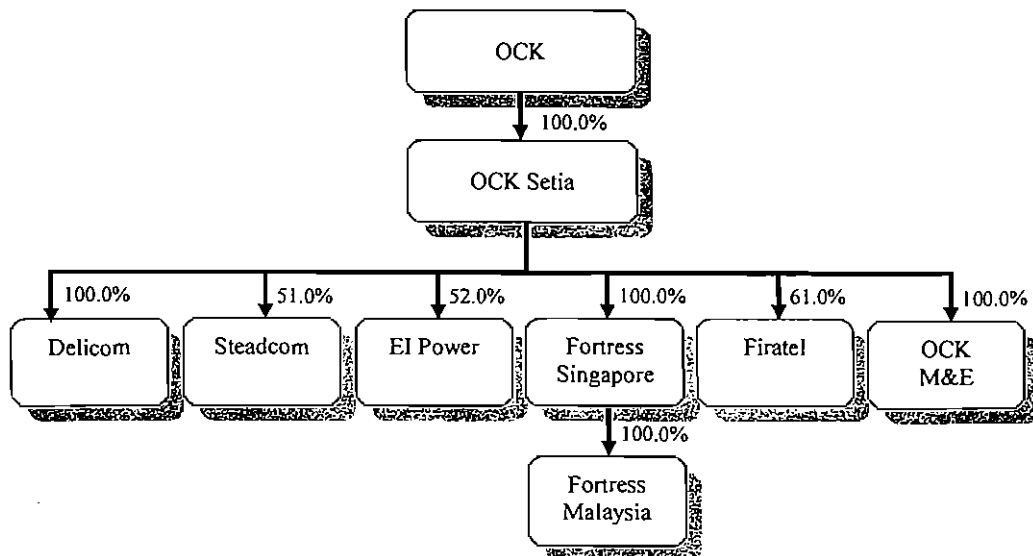 OCK
100.0%
OCK Setia
100.0%
51.0%
52.0%
100.0%
61.0%
100.0%
Delicom
Steadcom
EI Power
Fortress
Singapore
Firatel
OCK
M&E
100.0%
Fortress
Malaysia